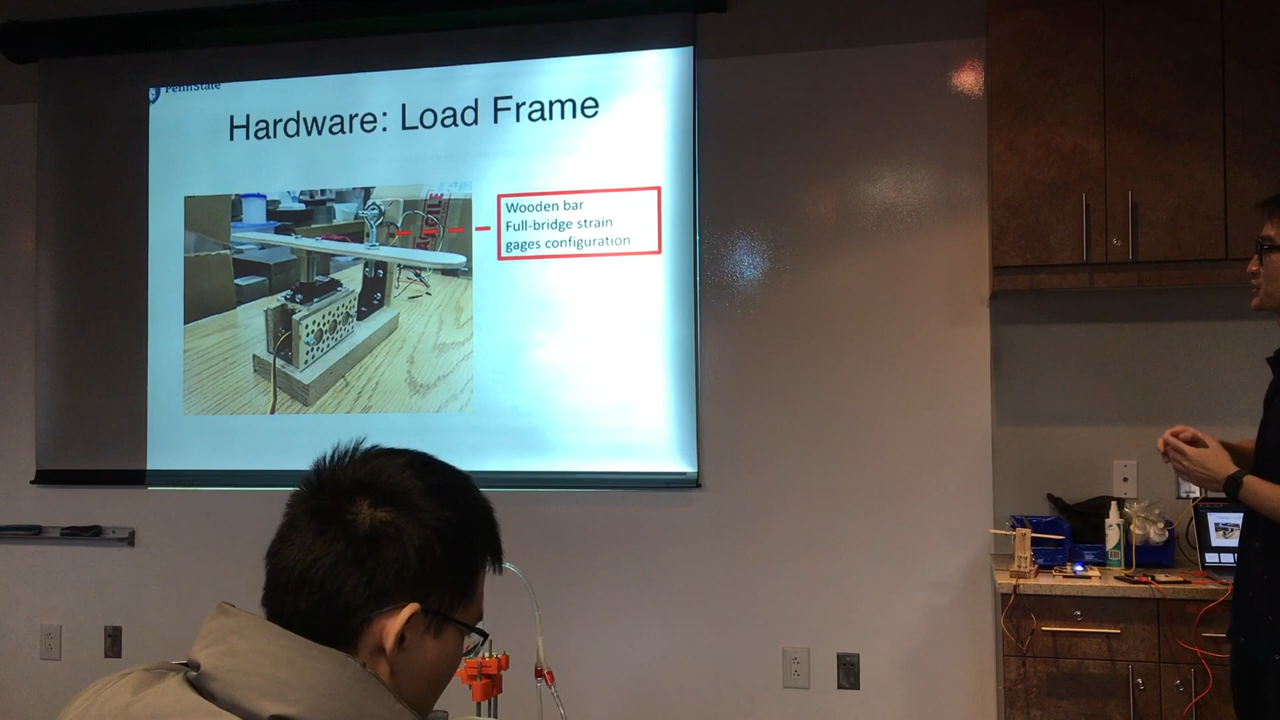 PennState
Hardware: Load Frame
Wooden bar
Full-bridge strain
gages configuration